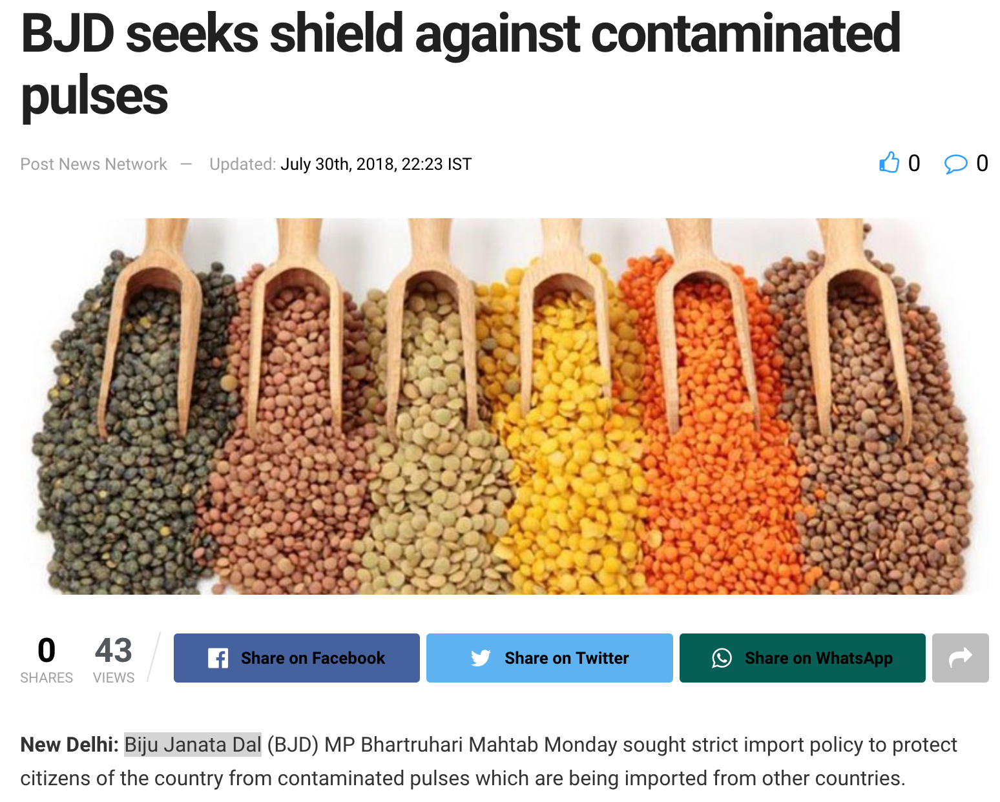 BJD seeks shield against contaminated
pulses
Post News Network — Updated: July 30th, 2018, 22:23 IST
0 0
0 SHARES 43 VIEWS
Share on Facebook
Share on Twitter
Share on WhatsApp
New Delhi: Biju Janata Dal (BJD) MP Bhartruhari Mahtab Monday sought strict import policy to protect
citizens of the country from contaminated pulses which are being imported from other countries.